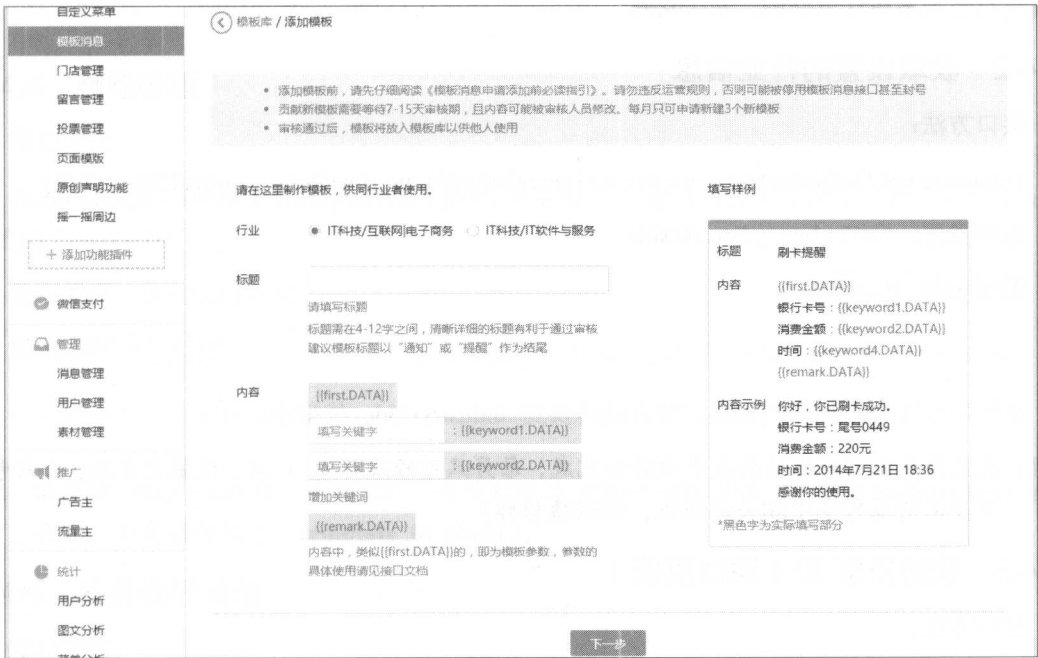 自定义菜单
模板消息
门店管理
留言管理
投票管理
页面模版
原创声明功能
摇一摇周边
+ 添加功能插件
微信支付
管理
消息管理
用户管理
素材管理
推广
广告主
流量主
统计
用户分析
图文分析
模板库 / 添加模板
• 添加模板前，请先仔细阅读《模板消息申请添加前必读指引》。请勿违反运营规则，否则可能被停用模板消息接口甚至封号
• 贡献新模板需要等待7-15天审核期，且内容可能被审核人员修改。每月只可申请新建3个新模板
• 审核通过后，模板将放入模板库以供他人使用
请在这里制作模板，供同行业者使用。
行业 IT科技/互联网|电子商务 IT科技/IT软件与服务
标题
请填写标题
标题需在4-12字之间，清晰详细的标题有利于通过审核
建议模板标题以“通知”或“提醒”作为结尾
内容 {{first.DATA}}
填写关键字 : {{keyword1.DATA}}
填写关键字 : {{keyword2.DATA}}
增加关键词
{{remark.DATA}}
内容中，类似{{first.DATA}}的，即为模板参数，参数的
具体使用请见接口文档
填写样例
标题 刷卡提醒
内容 {{first.DATA}}
银行卡号：{{keyword1.DATA}}
消费金额：{{keyword2.DATA}}
时间：{{keyword4.DATA}}
{{remark.DATA}}
内容示例 你好，你已刷卡成功。
银行卡号：尾号0449
消费金额：220元
时间：2014年7月21日 18:36
感谢你的使用。
*黑色字为实际填写部分
下一步